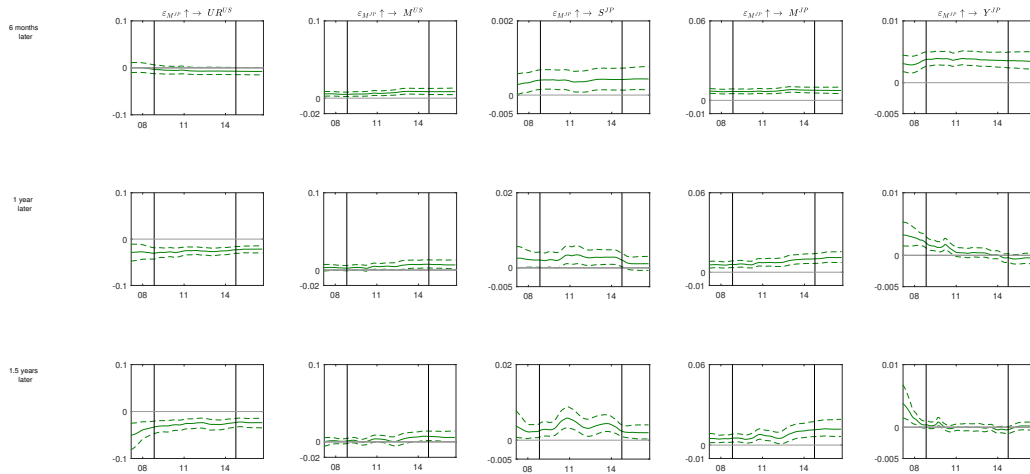 ε_{M^{JP}} ↑→ UR^{US} ε_{M^{JP}} ↑→ M^{US} ε_{M^{JP}} ↑→ S^{JP} ε_{M^{JP}} ↑→ M^{JP} ε_{M^{JP}} ↑→ Y^{JP}
6 months
later
0.1 0.1 0.002 0.06 0.01
0 0 0 0 0
-0.1 -0.02 -0.005 -0.01 -0.005
08 11 14 08 11 14 08 11 14 08 11 14 08 11 14
1 year
later
0.1 0.1 0.02 0.06 0.01
0 0 0 0 0
-0.1 -0.02 -0.005 -0.01 -0.005
08 11 14 08 11 14 08 11 14 08 11 14 08 11 14
1.5 years
later
0.1 0.1 0.02 0.06 0.01
0 0 0 0 0
-0.1 -0.02 -0.005 -0.01 -0.005
08 11 14 08 11 14 08 11 14 08 11 14 08 11 14